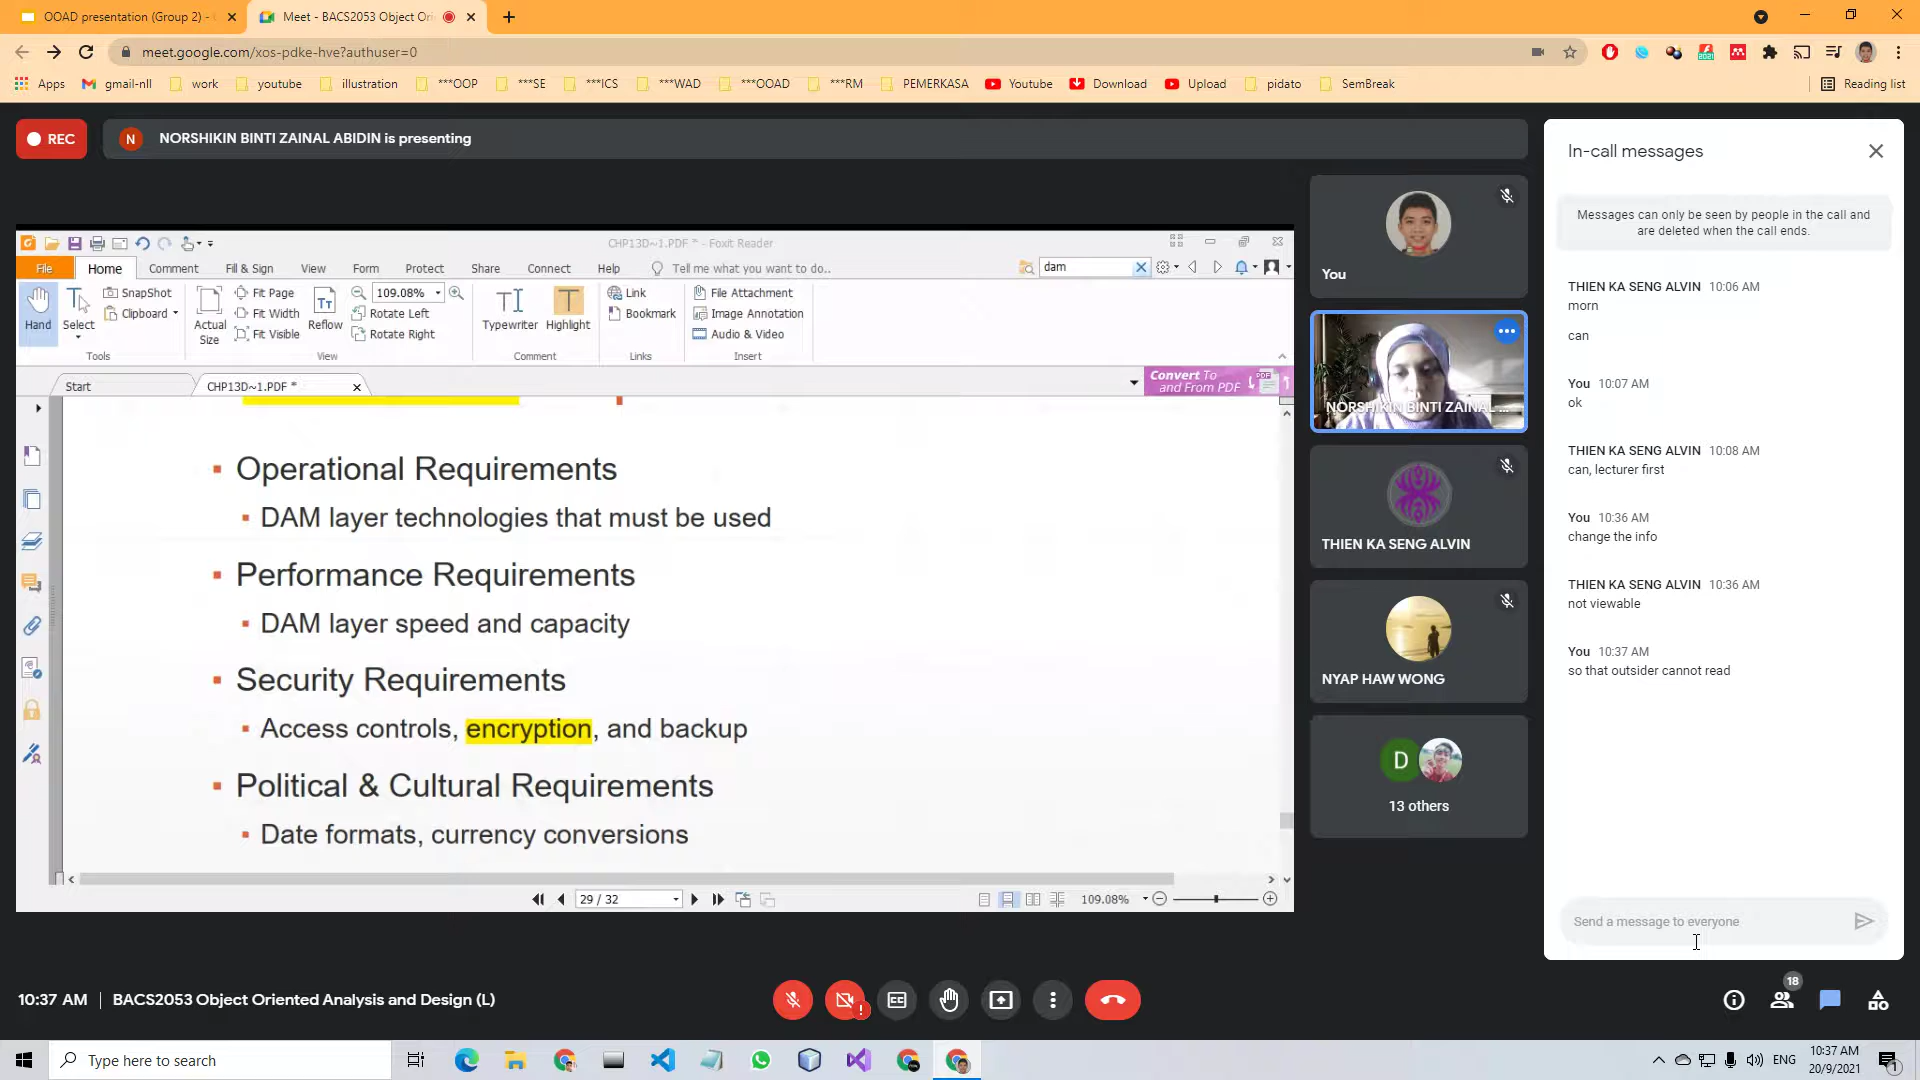 OOAD presentation (Group 2) -
Meet - BACS2053 Object Ori
meet.google.com/xos-pdke-hve?authuser=0
Apps
gmail-nll
work
youtube
illustration
***OOP
***SE
***ICS
***WAD
***OOAD
***RM
PEMERKASA
Youtube
Download
Upload
pidato
SemBreak
Reading list
REC
N
NORSHIKIN BINTI ZAINAL ABIDIN is presenting
CHP13D~1.PDF * - Foxit Reader
File
Home
Comment
Fill & Sign
View
Form
Protect
Share
Connect
Help
Tell me what you want to do..
dam
Hand
Select
SnapShot
Clipboard
Tools
Actual
Size
Fit Page
Fit Width
Fit Visible
Reflow
109.08%
Rotate Left
Rotate Right
View
Typewriter
Highlight
Comment
Link
Bookmark
Links
File Attachment
Image Annotation
Audio & Video
Insert
Start
CHP13D~1.PDF *
Convert To
and From PDF
Operational Requirements
DAM layer technologies that must be used
Performance Requirements
DAM layer speed and capacity
Security Requirements
Access controls, encryption, and backup
Political & Cultural Requirements
Date formats, currency conversions
29 / 32
109.08%
You
NORSHIKIN BINTI ZAINAL ...
THIEN KA SENG ALVIN
NYAP HAW WONG
D
13 others
In-call messages
Messages can only be seen by people in the call and
are deleted when the call ends.
THIEN KA SENG ALVIN 10:06 AM
morn
can
You 10:07 AM
ok
THIEN KA SENG ALVIN 10:08 AM
can, lecturer first
You 10:36 AM
change the info
THIEN KA SENG ALVIN 10:36 AM
not viewable
You 10:37 AM
so that outsider cannot read
Send a message to everyone
10:37 AM | BACS2053 Object Oriented Analysis and Design (L)
18
Type here to search
ENG
10:37 AM
20/9/2021
1